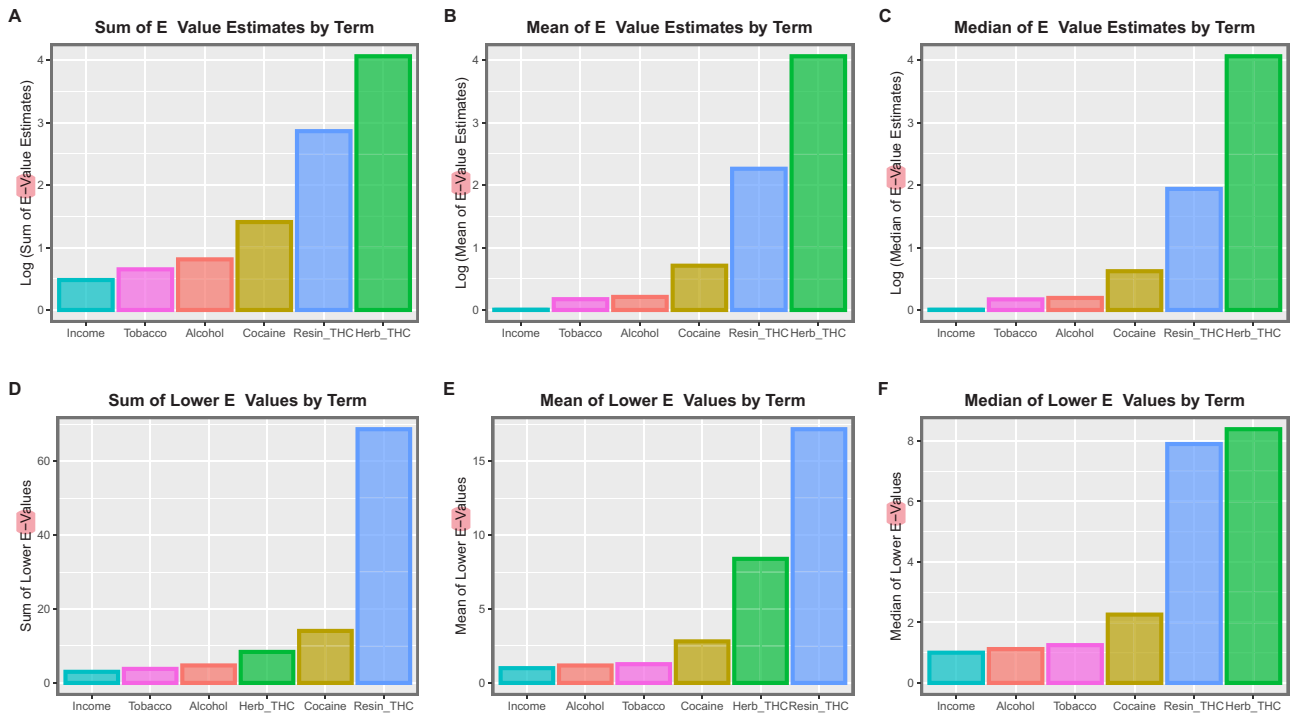 A
Sum of E  Value Estimates by Term
Log (Sum of E−Value Estimates)
4
3
2
1
0
Income Tobacco Alcohol Cocaine Resin_THC Herb_THC
B
Mean of E  Value Estimates by Term
Log (Mean of E−Value Estimates)
4
3
2
1
0
Income Tobacco Alcohol Cocaine Resin_THC Herb_THC
C
Median of E  Value Estimates by Term
Log (Median of E−Value Estimates)
4
3
2
1
0
Income Tobacco Alcohol Cocaine Resin_THC Herb_THC
D
Sum of Lower E  Values by Term
Sum of Lower E−Values
60
40
20
0
Income Tobacco Alcohol Herb_THC Cocaine Resin_THC
E
Mean of Lower E  Values by Term
Mean of Lower E−Values
15
10
5
0
Income Alcohol Tobacco Cocaine Herb_THC Resin_THC
F
Median of Lower E  Values by Term
Median of Lower E−Values
8
6
4
2
0
Income Alcohol Tobacco Cocaine Resin_THC Herb_THC